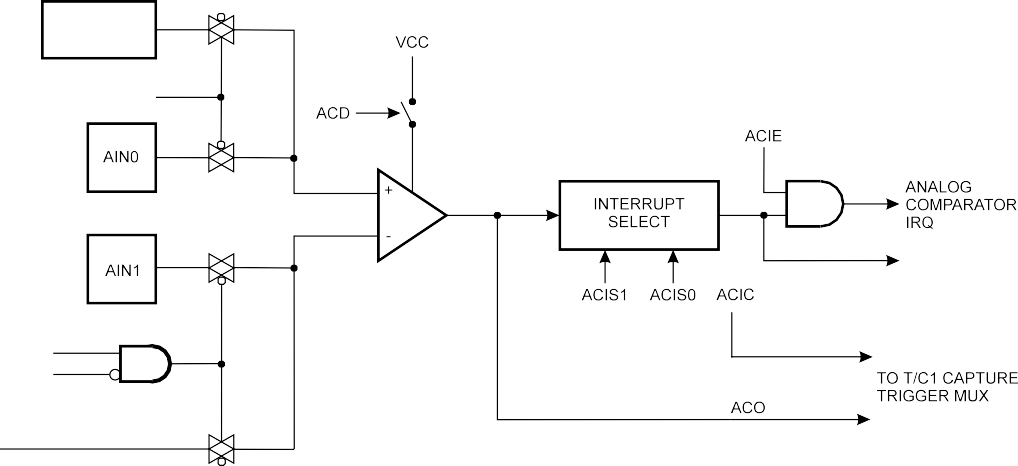 VCC
ACD
ACIE
AIN0
+
-
INTERRUPT
SELECT
ANALOG
COMPARATOR
IRQ
AIN1
ACIS1
ACIS0
ACIC
TO T/C1 CAPTURE
TRIGGER MUX
ACO